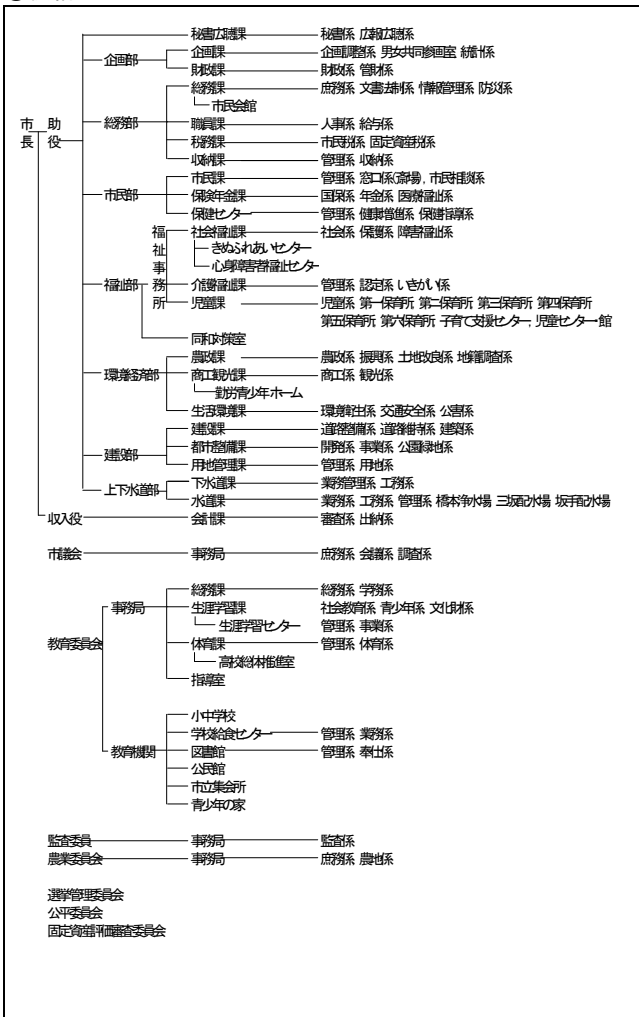 秘書広聴課 秘書係 広報広聴係
企画部 企画課 企画調整係 男女共同参画室 統計係
財政課 財政係 管財係
総務課 庶務係 文書法制係 情報管理係 防災係
市民会館
市長 助役 総務部 職員課 人事係 給与係
税務課 市民税係 固定資産税係
収納課 管理係 収納係
市民課 管理係 窓口係(斎場), 市民相談係
市民部 保険年金課 国保係 年金係 医療福祉係
保健センター 管理係 健康増進係 保健指導係
福祉事務所 社会福祉課 社会係 保護係 障害福祉係
きぬふれあいセンター
心身障害者福祉センター
福祉部 介護福祉課 管理係 認定係 いきがい係
児童課 児童係 第一保育所 第二保育所 第三保育所 第四保育所
第五保育所 第六保育所 子育て支援センター, 児童センター・館
同和対策室
農政課 農政係 振興係 土地改良係 地籍調査係
環境経済部 商工観光課 商工係 観光係
勤労青少年ホーム
生活環境課 環境衛生係 交通安全係 公害係
建設課 道路整備係 道路維持係 建築係
建設部 都市整備課 開発係 事業係 公園緑地係
用地管理課 管理係 用地係
上下水道部 下水道課 業務管理係 工務係
水道課 業務係 工務係 管理係 橋本浄水場 三坂配水場 坂手配水場
収入役 会計課 審査係 出納係
市議会 事務局 庶務係 会議係 調査係
総務課 総務係 学務係
事務局 生涯学習課 社会教育係 青少年係 文化財係
生涯学習センター 管理係 事業係
教育委員会 体育課 管理係 体育係
高校総体推進室
指導室
小中学校
学校給食センター 管理係 業務係
教育機関 図書館 管理係 奉仕係
公民館
市立集会所
青少年の家
監査委員 事務局 監査係
農業委員会 事務局 庶務係 農地係
選挙管理委員会
公平委員会
固定資産評価審査委員会